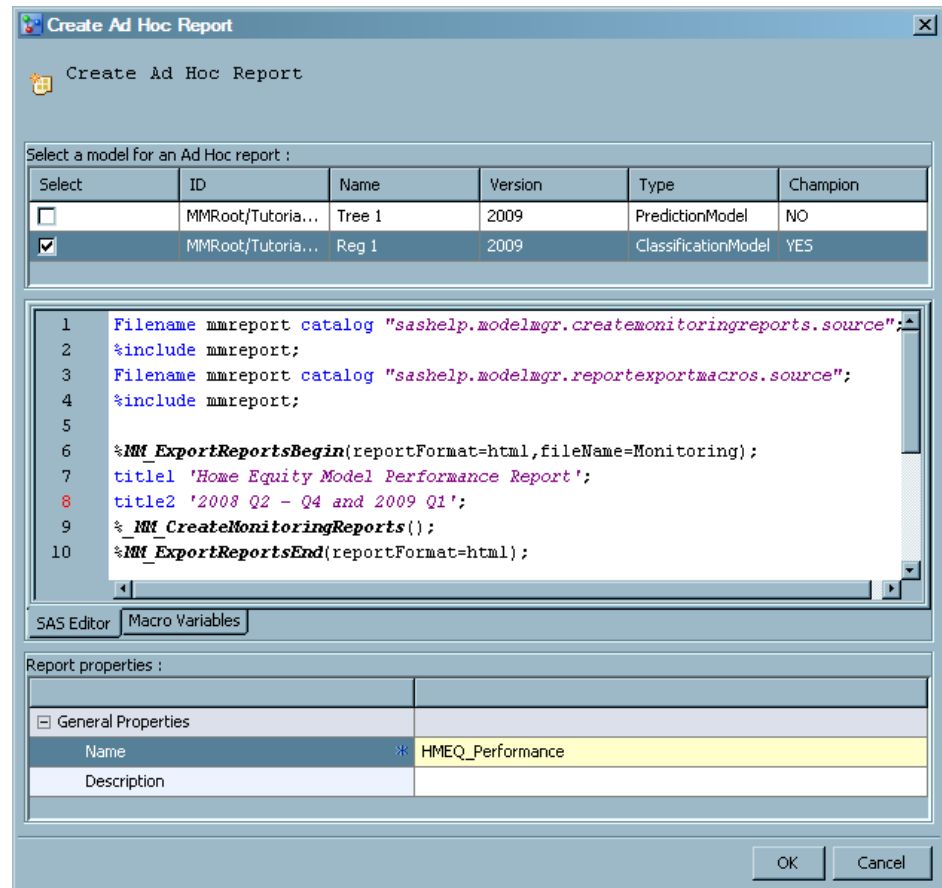 Create Ad Hoc Report
Create Ad Hoc Report
Select a model for an Ad Hoc report :
Select ID Name Version Type Champion
MMRoot/Tutoria... Tree 1 2009 PredictionModel NO
MMRoot/Tutoria... Reg 1 2009 ClassificationModel YES
1 Filename mmreport catalog "sashelp.modelmgr.createmonitoringreports.source";
2 %include mmreport;
3 Filename mmreport catalog "sashelp.modelmgr.reportexportmacros.source";
4 %include mmreport;
5
6 %MM_ExportReportsBegin(reportFormat=html,fileName=Monitoring);
7 title1 'Home Equity Model Performance Report';
8 title2 '2008 Q2 - Q4 and 2009 Q1';
9 %_MM_CreateMonitoringReports();
10 %MM_ExportReportsEnd(reportFormat=html);
SAS Editor Macro Variables
Report properties :
General Properties
Name * HMEQ_Performance
Description
OK Cancel